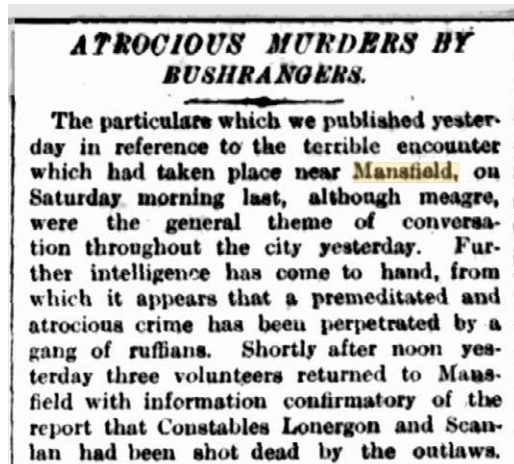 ATROCIOUS MURDERS BY
BUSHRANGERS.
The particulars which we published yester-
day in reference to the terrible encounter
which had taken place near Mansfield, on
Saturday morning last, although meagre,
were the general theme of conversa-
tion throughout the city yesterday. Fur-
ther intelligence has come to hand, from
which it appears that a premeditated and
atrocious crime has been perpetrated by a
gang of ruffians. Shortly after noon yes-
terday three volunteers returned to Mans-
field with information confirmatory of the
report that Constables Lonergon and Scan-
lan had been shot dead by the outlaws.